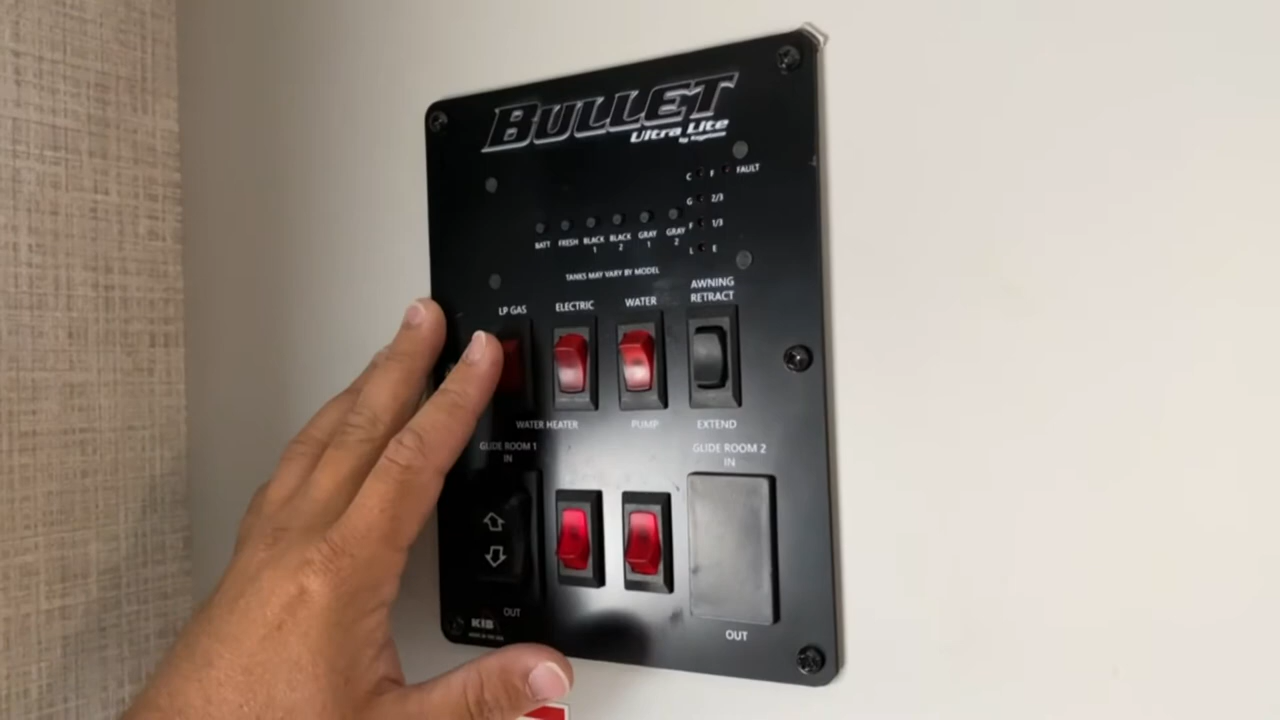 BULLET
Ultra Lite
by Keystone
C F FAULT
G 2/3
F 1/3
L E
BATT FRESH BLACK 1 BLACK 2 GRAY 1 GRAY 2
TANKS MAY VARY BY MODEL
LP GAS ELECTRIC WATER AWNING RETRACT
WATER HEATER PUMP EXTEND
GLIDE ROOM 1 GLIDE ROOM 2
IN IN
OUT OUT
KIB